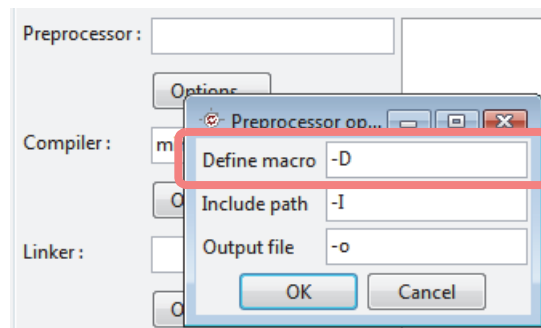 Preprocessor :
Options...
Preprocessor op...
Compiler :
m
Define macro -D
Include path -I
Linker :
Output file -o
OK Cancel